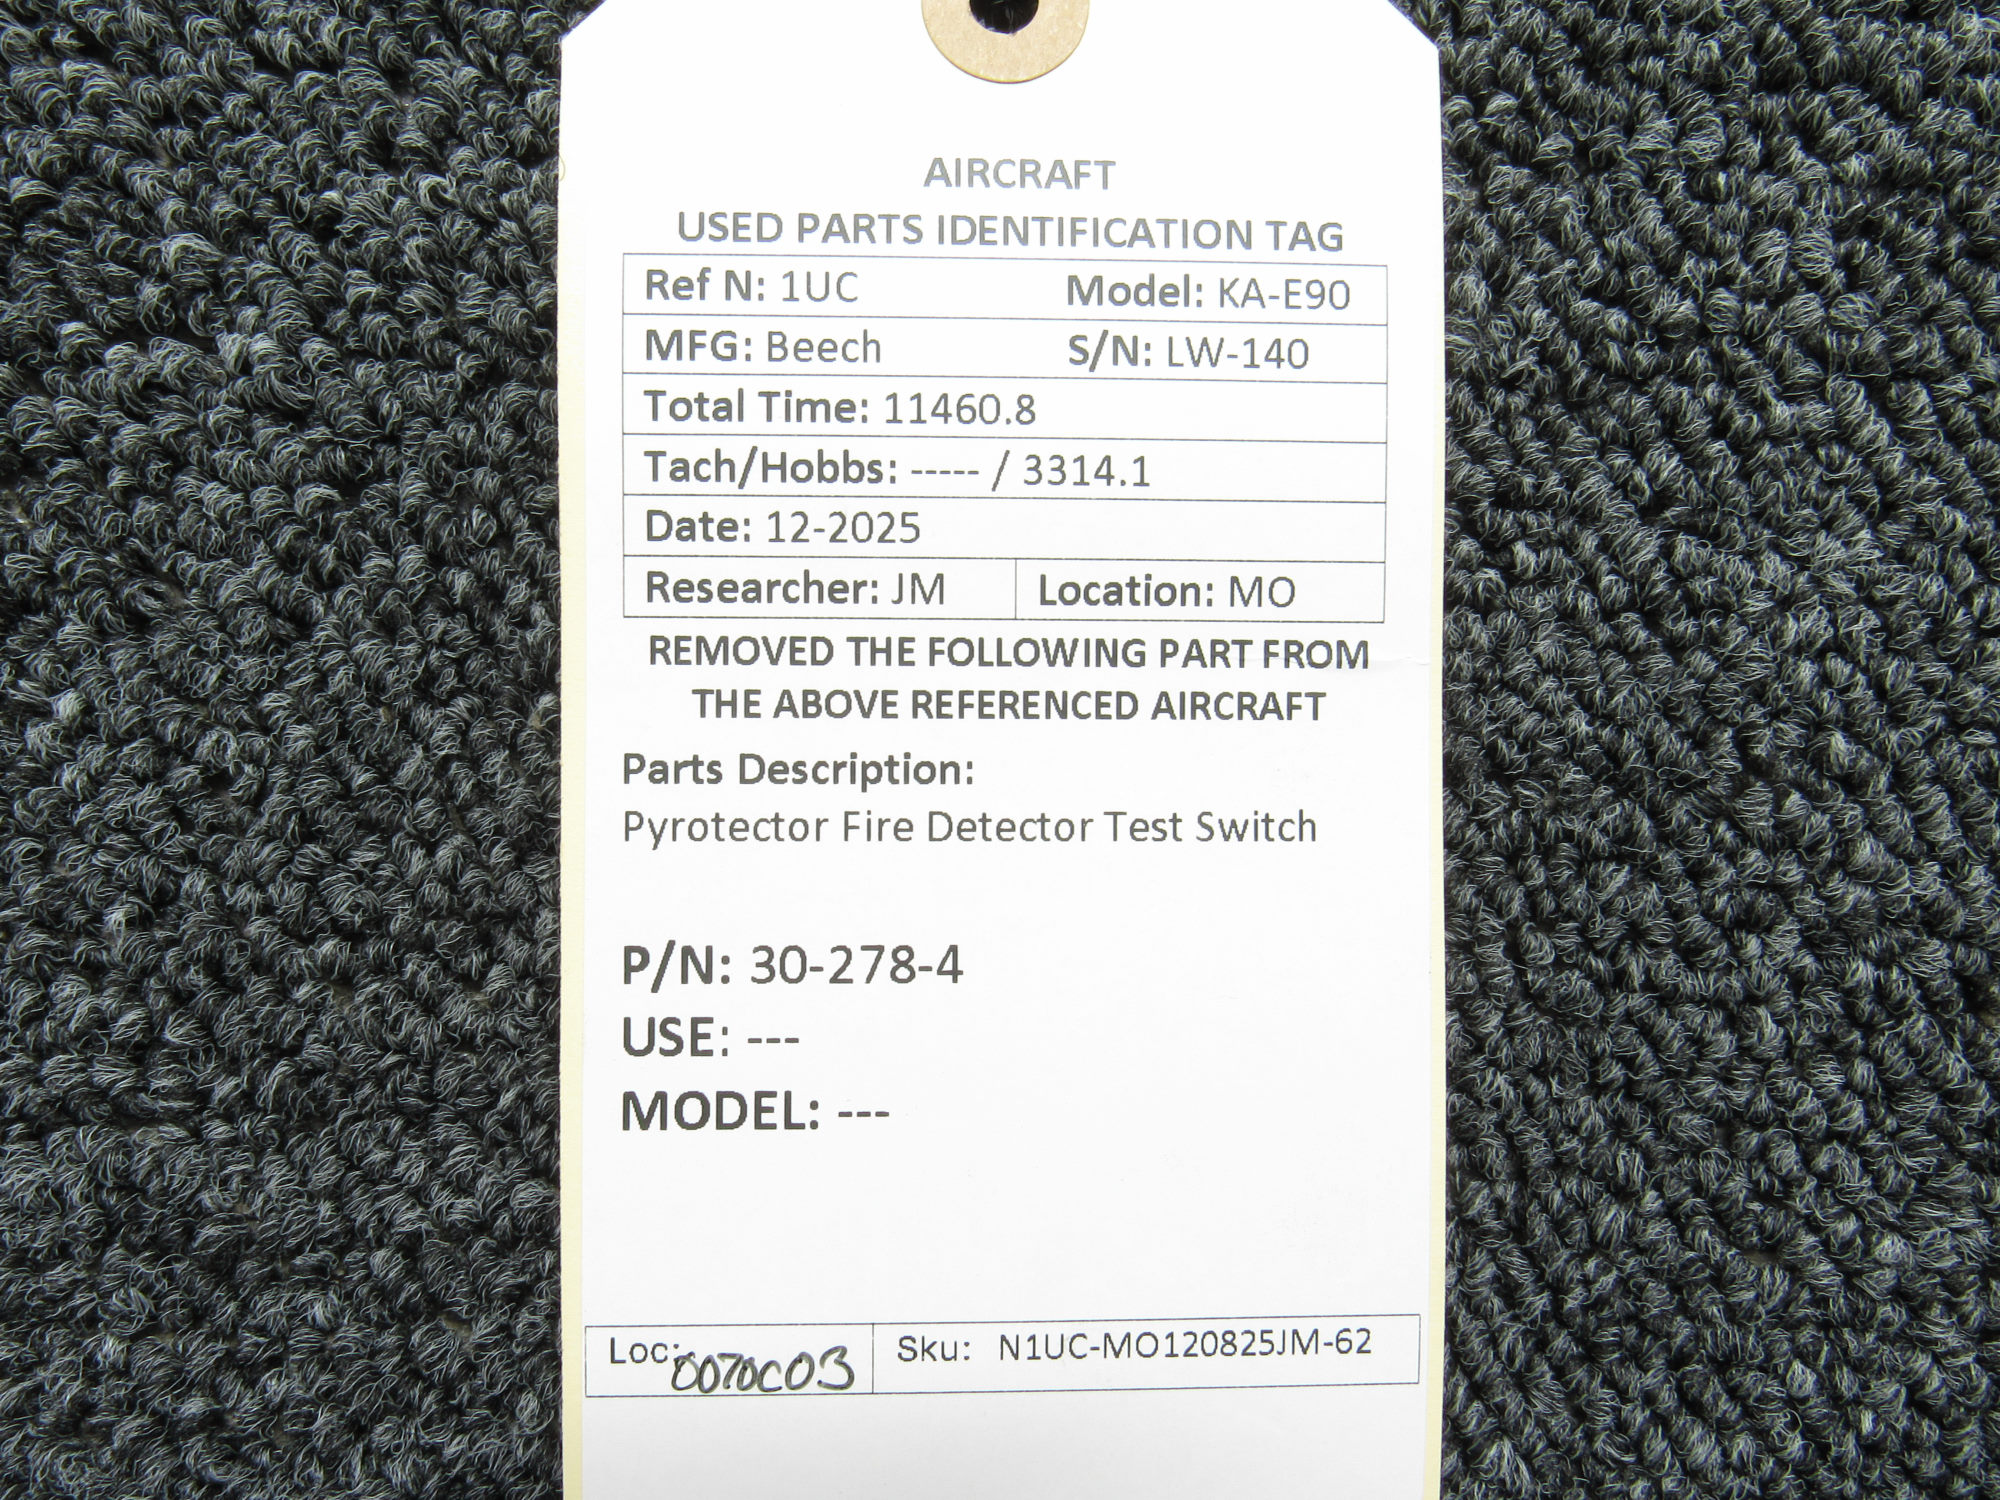 AIRCRAFT
USED PARTS IDENTIFICATION TAG
Ref N: 1UC Model: KA-E90
MFG: Beech S/N: LW-140
Total Time: 11460.8
Tach/Hobbs: ----- / 3314.1
Date: 12-2025
Researcher: JM Location: MO
REMOVED THE FOLLOWING PART FROM
THE ABOVE REFERENCED AIRCRAFT
Parts Description:
Pyrotector Fire Detector Test Switch
P/N: 30-278-4
USE: ---
MODEL: ---
Loc: 0070C03 Sku: N1UC-MO120825JM-62